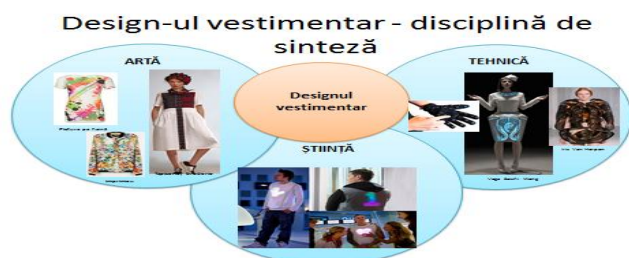 Design-ul vestimentar - disciplină de
sinteză
ARTĂ
TEHNICĂ
Designul
vestimentar
ȘTIINȚĂ